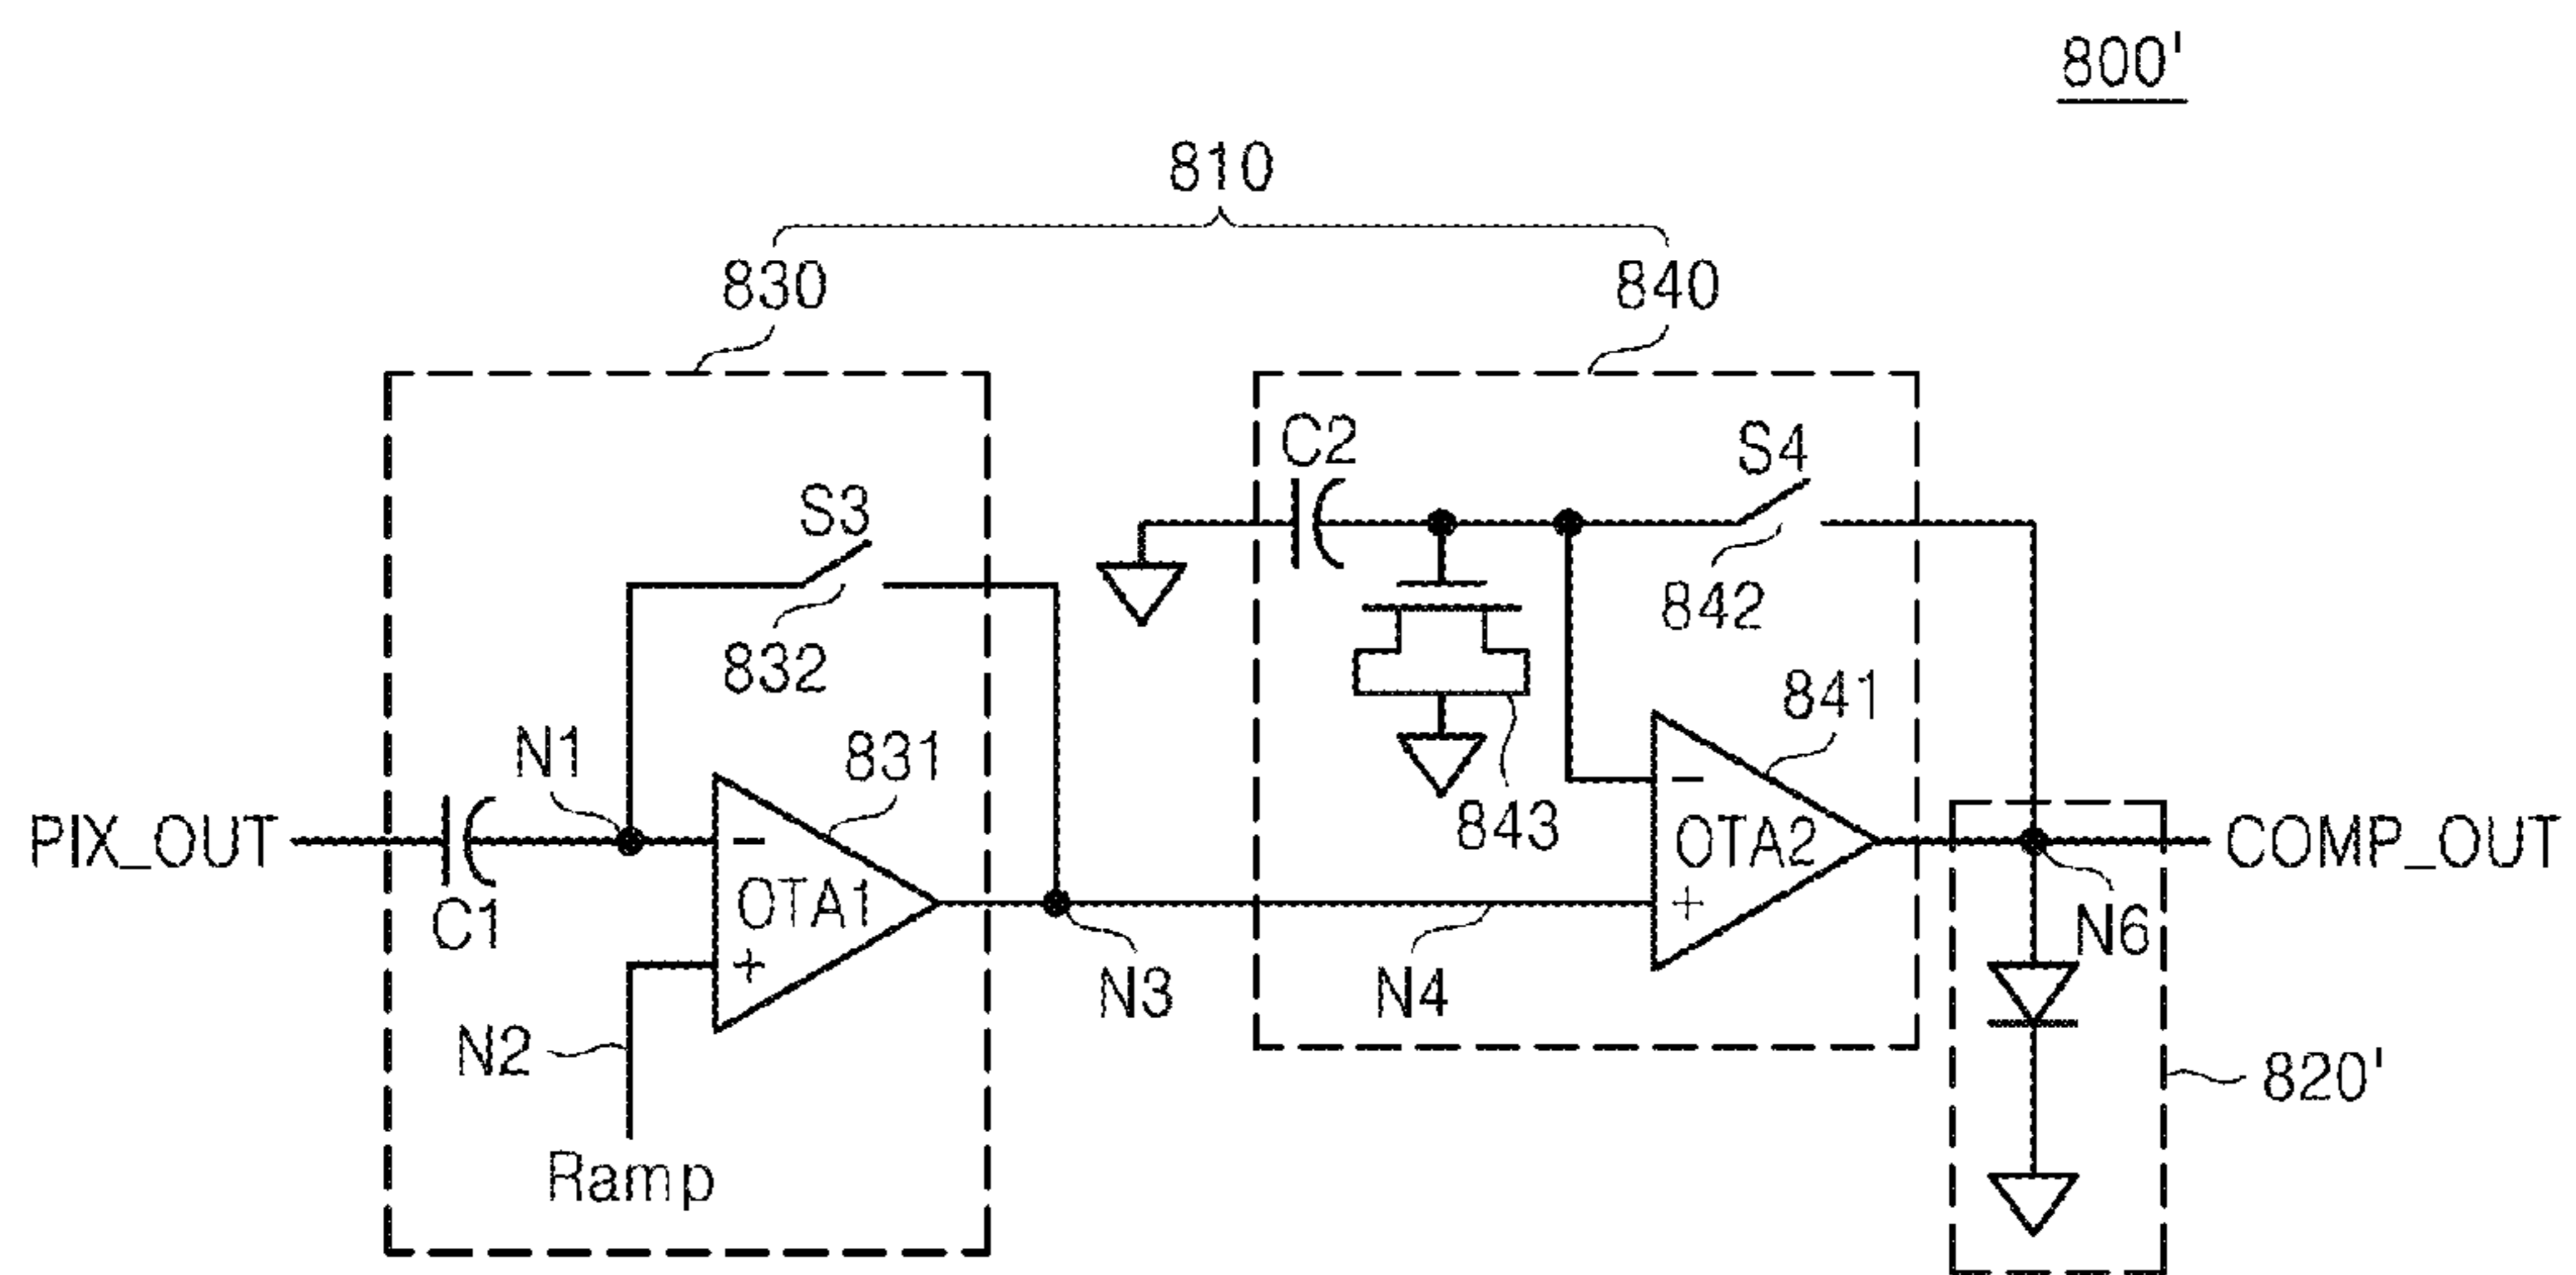 800'
810
830
840
C2
S4
S3
842
832
841
N1
831
843
PIX_OUT
−
−
OTA2
COMP_OUT
OTA1
C1
+
+
N6
N2
N3
N4
820'
Ramp